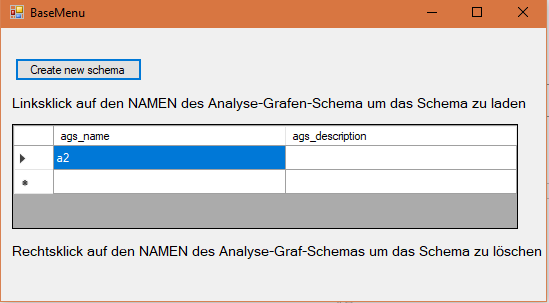 BaseMenu
Create new schema
Linksklick auf den NAMEN des Analyse-Grafen-Schema um das Schema zu laden
ags_name ags_description
a2
Rechtsklick auf den NAMEN des Analyse-Graf-Schemas um das Schema zu löschen